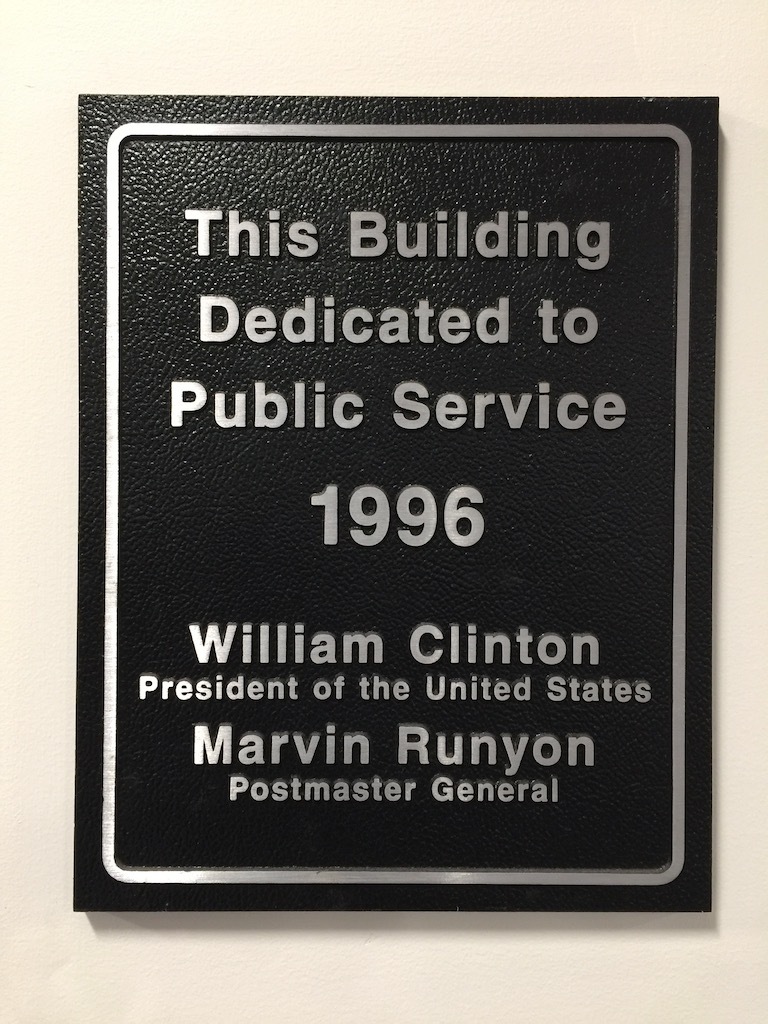 This Building
Dedicated to
Public Service
1996
William Clinton
President of the United States
Marvin Runyon
Postmaster General